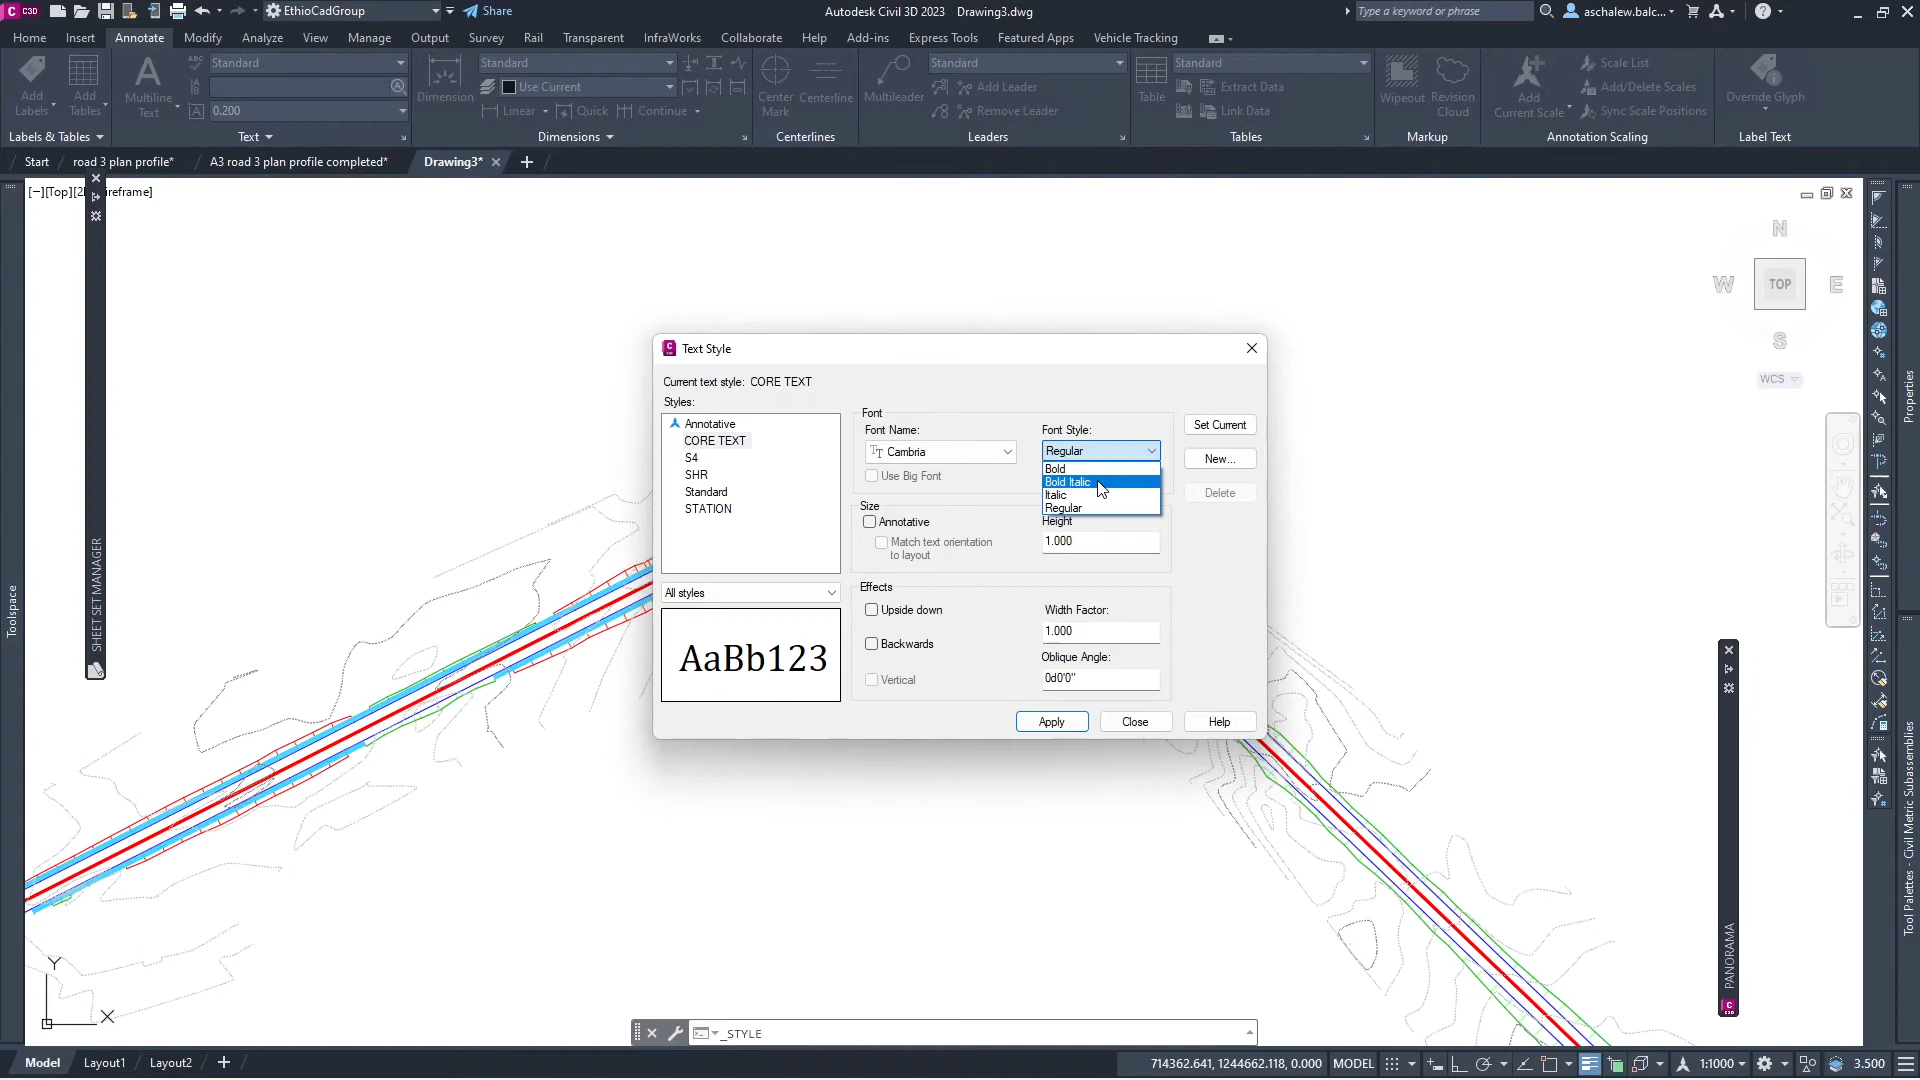 C3D EthioCadGroup Share Autodesk Civil 3D 2023 Drawing3.dwg Type a keyword or phrase aschalew.balc...
Home Insert Annotate Modify Analyze View Manage Output Survey Rail Transparent InfraWorks Collaborate Help Add-ins Express Tools Featured Apps Vehicle Tracking
Add Labels
Add Tables
Labels & Tables
Multiline Text
ABC
Standard
0.200
Text
Dimension
Standard
Use Current
Linear Quick Continue
Dimensions
Center Mark
Centerline
Centerlines
Multileader
Standard
Add Leader
Remove Leader
Leaders
Table
Standard
Extract Data
Link Data
Tables
Wipeout
Revision Cloud
Markup
Add Current Scale
Scale List
Add/Delete Scales
Sync Scale Positions
Annotation Scaling
Override Glyph
Label Text
Start road 3 plan profile* A3 road 3 plan profile completed* Drawing3*
[−][Top][2 ireframe]
N
W TOP E
S
WCS
Toolspace
SHEET SET MANAGER
Text Style
Current text style: CORE TEXT
Styles:
Annotative
CORE TEXT
S4
SHR
Standard
STATION
All styles
AaBb123
Font
Font Name:
Cambria
Use Big Font
Font Style:
Regular
Bold
Bold Italic
Italic
Regular
Size
Annotative
Match text orientation
to layout
Height
1.000
Effects
Upside down
Backwards
Vertical
Width Factor:
1.000
Oblique Angle:
0d0'0"
Set Current
New...
Delete
Apply Close Help
Properties
Tool Palettes - Civil Metric Subassemblies
PANORAMA
Y
X
_STYLE
Model Layout1 Layout2 714362.641, 1244662.118, 0.000 MODEL 1:1000 3.500